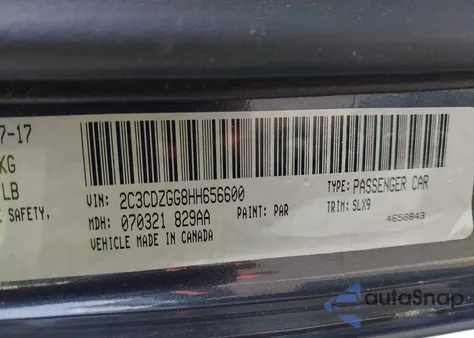 7-17
KG
LB
E SAFETY,
VIN: 2C3CDZGG8HH656600
TYPE: PASSENGER CAR
MDH: 070321 829AA
PAINT: PAR
TRIM: SLX9
VEHICLE MADE IN CANADA
4658843
autoSnap